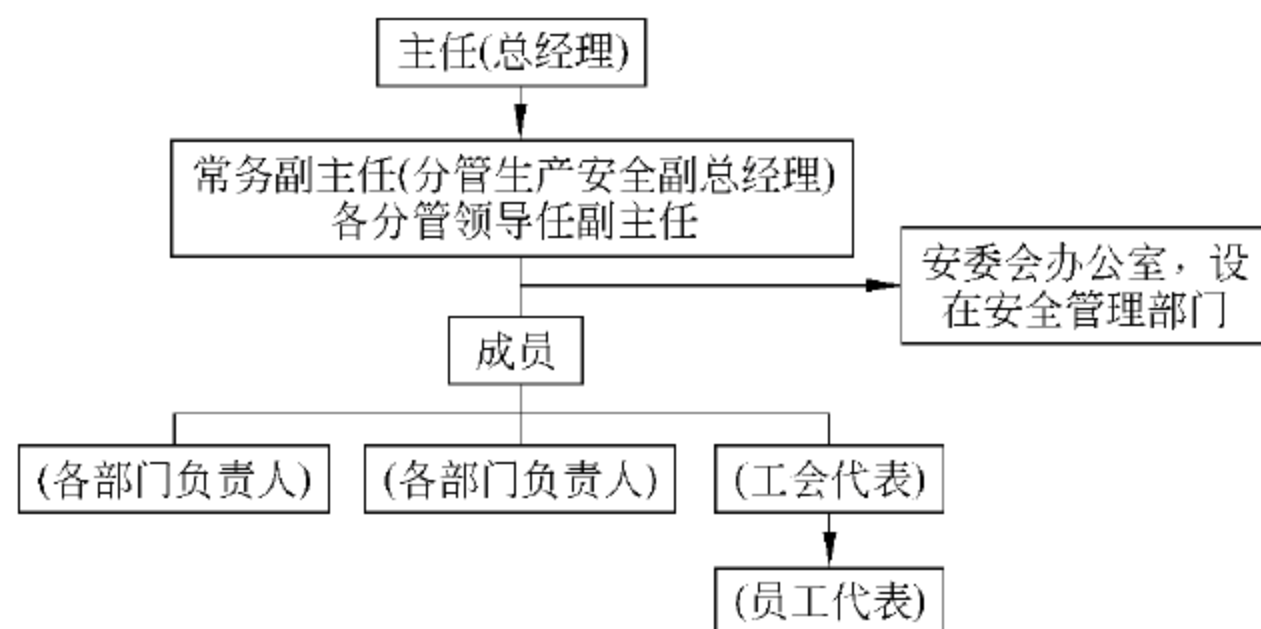 主任(总经理)
常务副主任(分管生产安全副总经理)
各分管领导任副主任
安委会办公室，设
在安全管理部门
成员
(各部门负责人)
(各部门负责人)
(工会代表)
(员工代表)